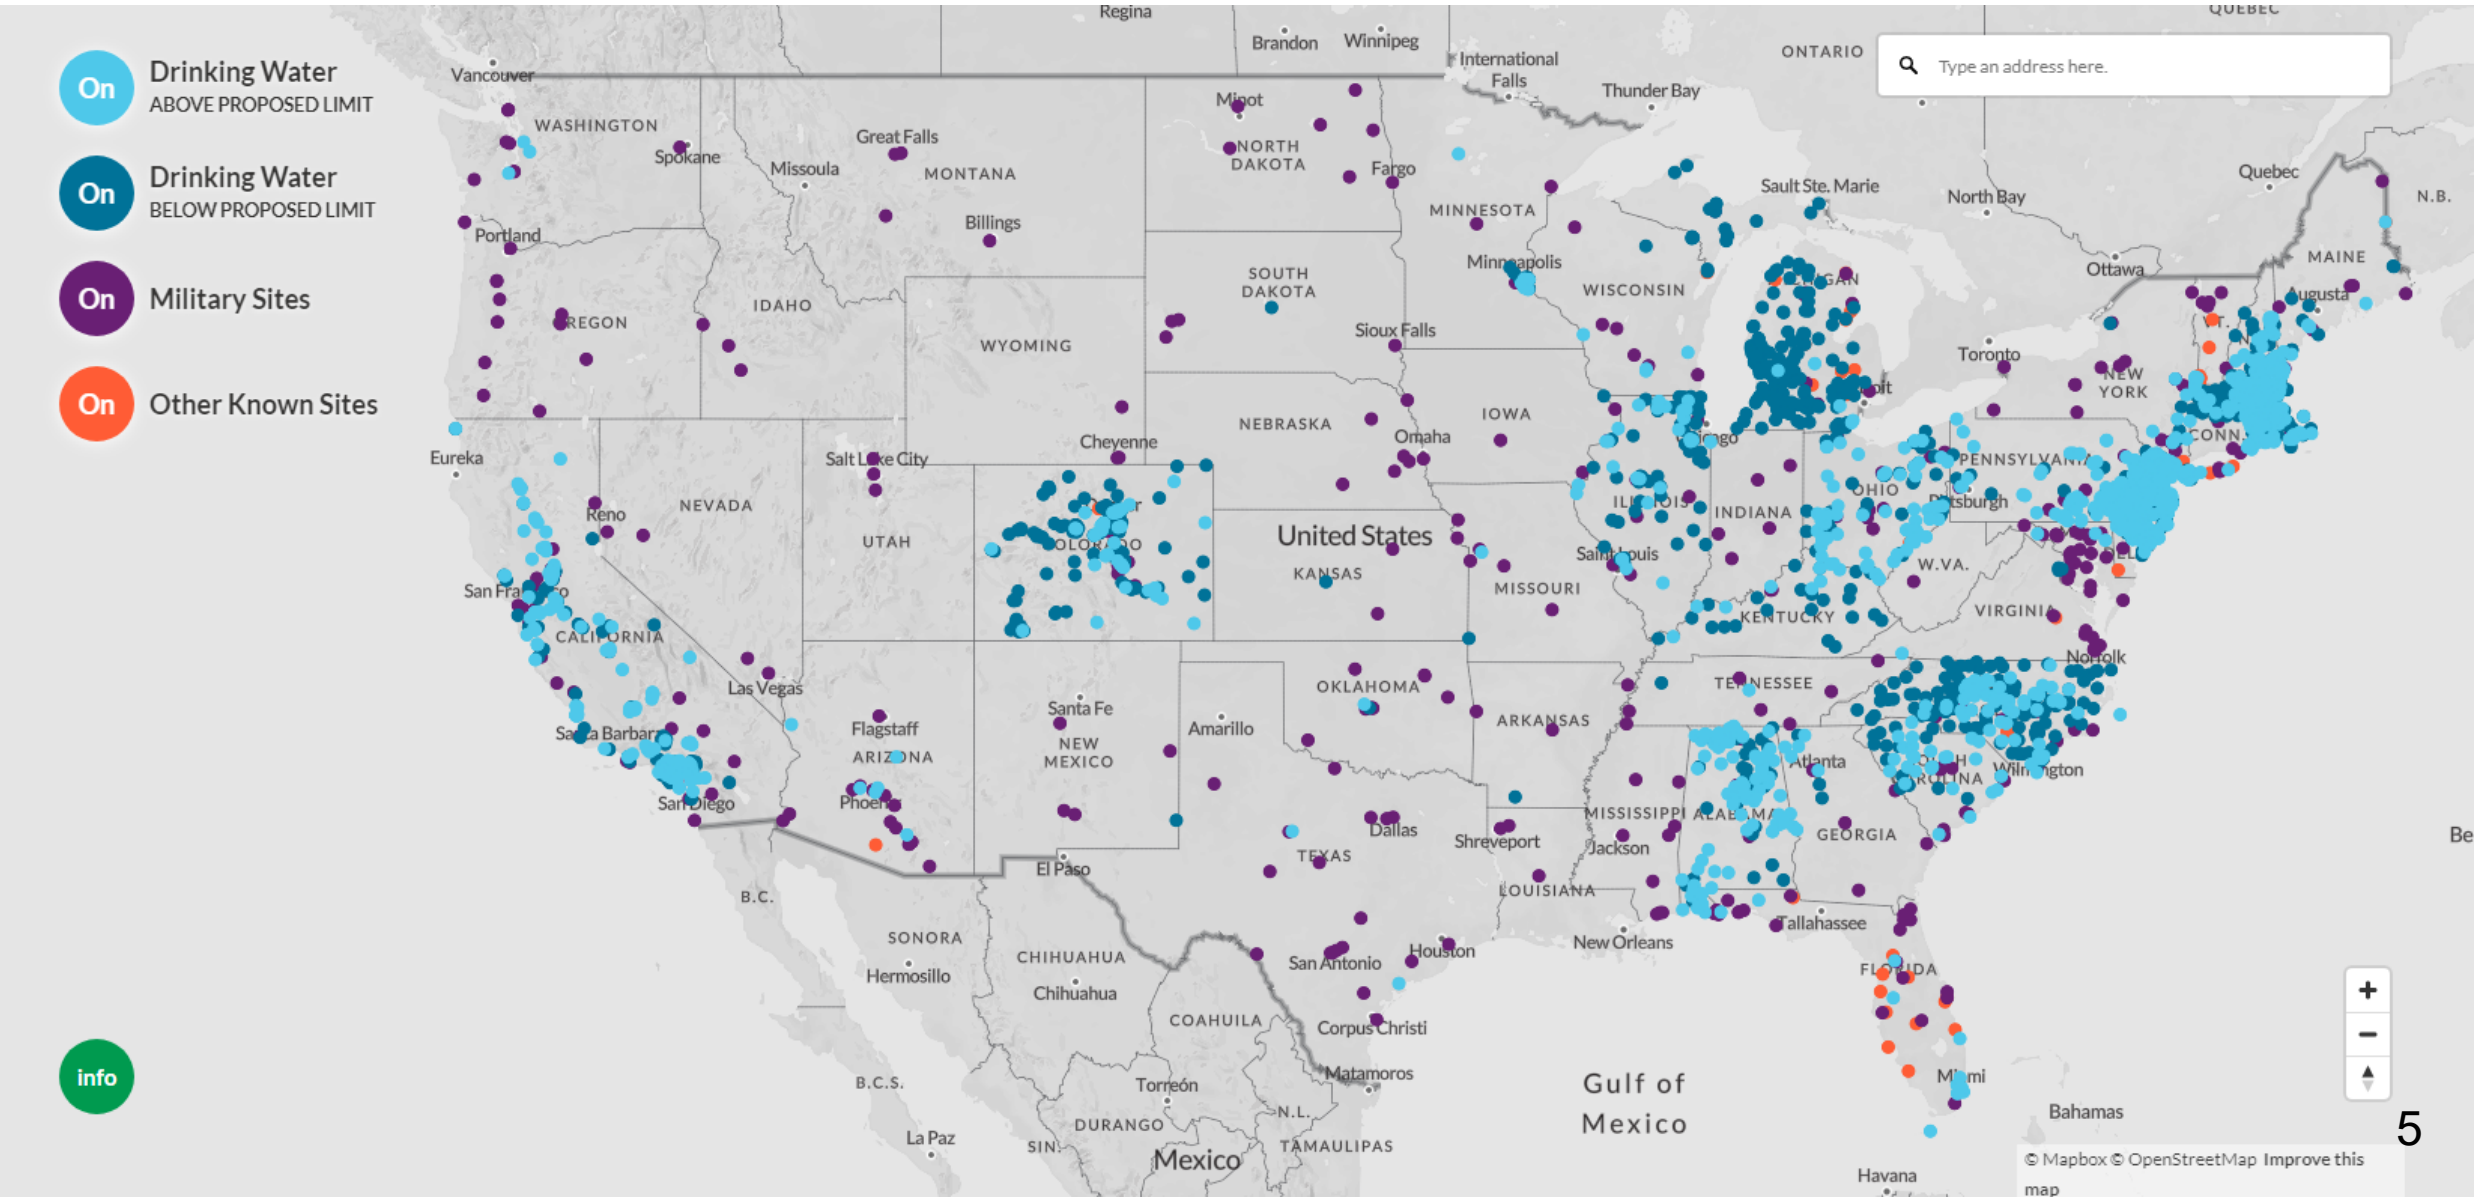 Regina
QUEBEC
Brandon
Winnipeg
International
Falls
ONTARIO
Type an address here.
On
Drinking Water
ABOVE PROPOSED LIMIT
On
Drinking Water
BELOW PROPOSED LIMIT
On
Military Sites
On
Other Known Sites
Vancouver
WASHINGTON
Spokane
Great Falls
Missoula
MONTANA
Billings
Minot
NORTH
DAKOTA
Fargo
Thunder Bay
Sault Ste. Marie
North Bay
Quebec
N.B.
MINNESOTA
Portland
Minneapolis
SOUTH
DAKOTA
WISCONSIN
Ottawa
MAINE
Augusta
IDAHO
WYOMING
Sioux Falls
Toronto
NEW
YORK
Eureka
Salt Lake City
Cheyenne
NEBRASKA
Omaha
IOWA
CONN.
PENNSYLVANIA
Reno
NEVADA
UTAH
OHIO
INDIANA
United States
KANSAS
MISSOURI
W.VA.
VIRGINIA
KENTUCKY
CALIFORNIA
Norfolk
Las Vegas
Santa Fe
OKLAHOMA
TENNESSEE
Flagstaff
ARIZONA
NEW
MEXICO
Amarillo
ARKANSAS
Atlanta
Wilmington
San Diego
Dallas
Shreveport
MISSISSIPPI
ALABAMA
Jackson
GEORGIA
TEXAS
El Paso
LOUISIANA
B.C.
Tallahassee
New Orleans
SONORA
Hermosillo
CHIHUAHUA
Chihuahua
San Antonio
Houston
FLORIDA
COAHUILA
Corpus Christi
info
B.C.S.
Torreón
Matamoros
Gulf of
Mexico
Miami
Bahamas
DURANGO
N.L.
La Paz
SIN.
Mexico
TAMAULIPAS
Havana
5
© Mapbox © OpenStreetMap Improve this
map